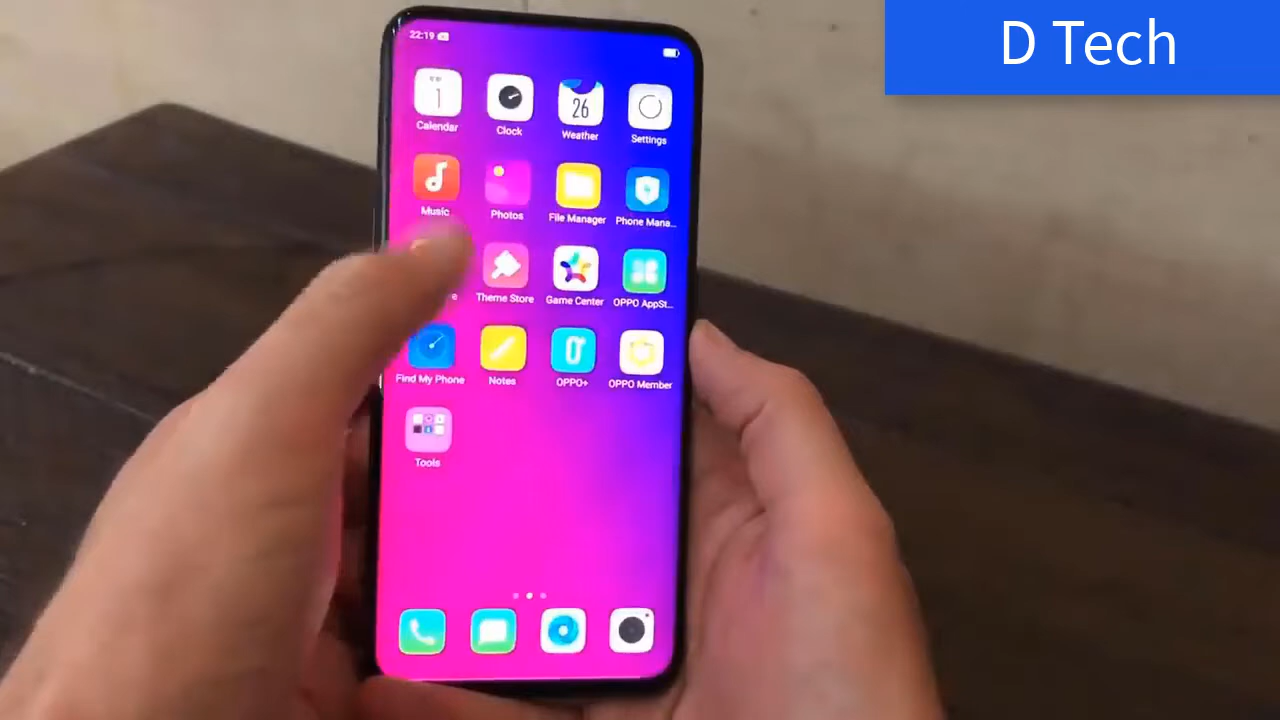 D Tech
22:19
1
Calendar
Clock
26
Weather
Settings
Music
Photos
File Manager
Phone Mana...
Theme Store
Game Center
OPPO AppSt...
Find My Phone
Notes
OPPO+
OPPO Member
Tools